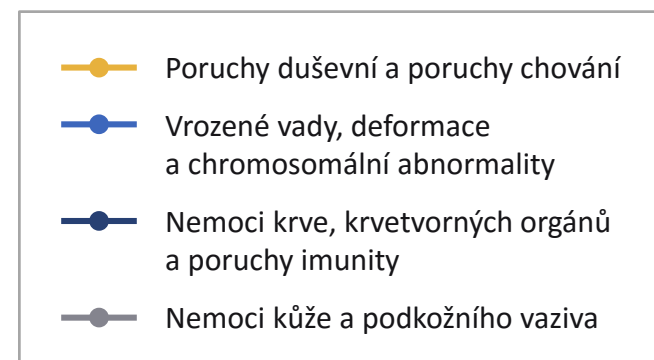 Poruchy duševní a poruchy chování
Vrozené vady, deformace
a chromosomální abnormality
Nemoci krve, krvetvorných orgánů
a poruchy imunity
Nemoci kůže a podkožního vaziva